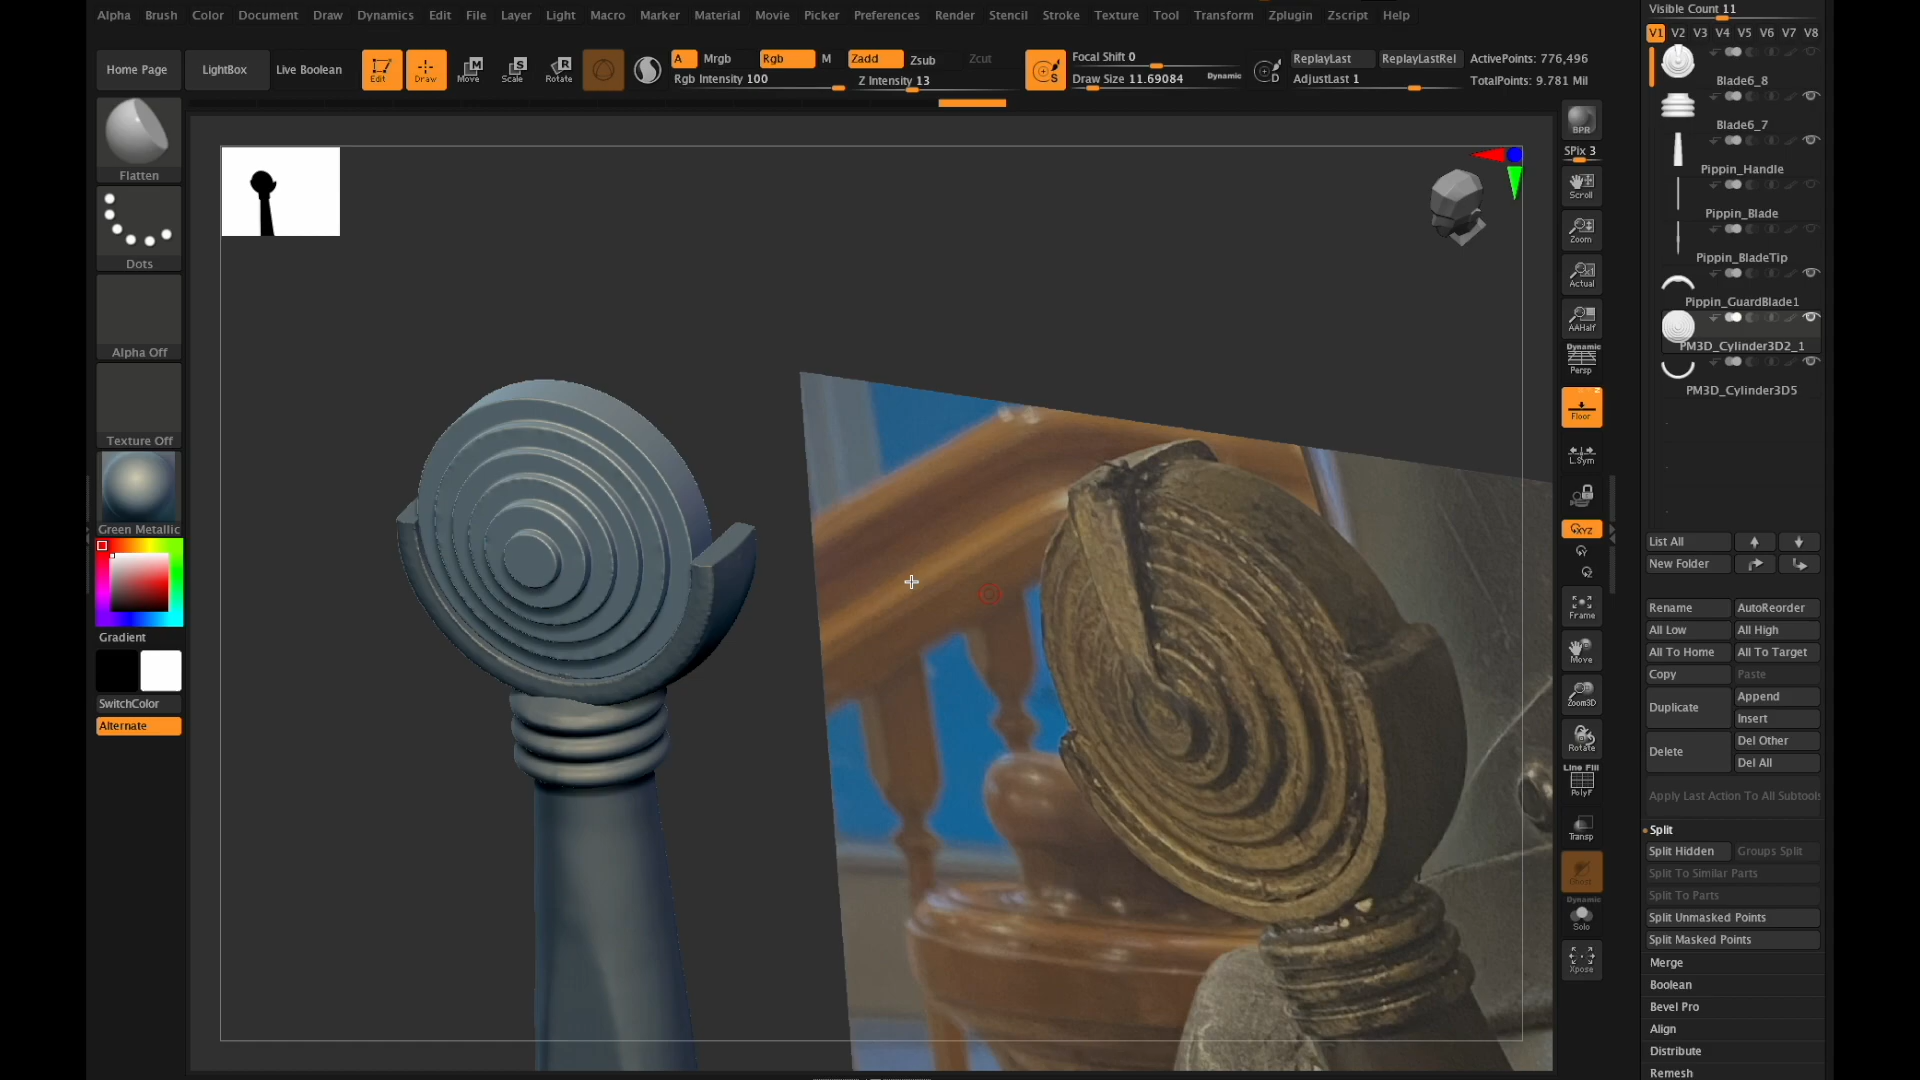 Alpha Brush Color Document Draw Dynamics Edit File Layer Light Macro Marker Material Movie Picker Preferences Render Stencil Stroke Texture Tool Transform Zplugin Zscript Help
Home Page
LightBox
Live Boolean
Edit
Draw
Move
Scale
Rotate
A Mrgb Rgb M
Rgb Intensity 100
Zadd Zsub Zcut
Z Intensity 13
S
Focal Shift 0
Draw Size 11.69084 Dynamic
D
ReplayLast ReplayLastRel
AdjustLast 1
ActivePoints: 776,496
TotalPoints: 9.781 Mil
Flatten
Dots
Alpha Off
Texture Off
Green Metallic
Gradient
SwitchColor
Alternate
BPR
SPix 3
Scroll
Zoom
Actual
AAHalf
Dynamic
Persp
Floor
L.Sym
XYZ
Y
Z
Frame
Move
Zoom3D
Rotate
Line Fill
PolyF
Transp
Ghost
Dynamic
Solo
Xpose
Visible Count 11
V1 V2 V3 V4 V5 V6 V7 V8
Blade6_8
Blade6_7
Pippin_Handle
Pippin_Blade
Pippin_BladeTip
Pippin_GuardBlade1
PM3D_Cylinder3D2_1
PM3D_Cylinder3D5
List All
New Folder
Rename AutoReorder
All Low All High
All To Home All To Target
Copy Paste
Duplicate Append
Insert
Delete Del Other
Del All
Apply Last Action To All Subtools
Split
Split Hidden Groups Split
Split To Similar Parts
Split To Parts
Split Unmasked Points
Split Masked Points
Merge
Boolean
Bevel Pro
Align
Distribute
Remesh